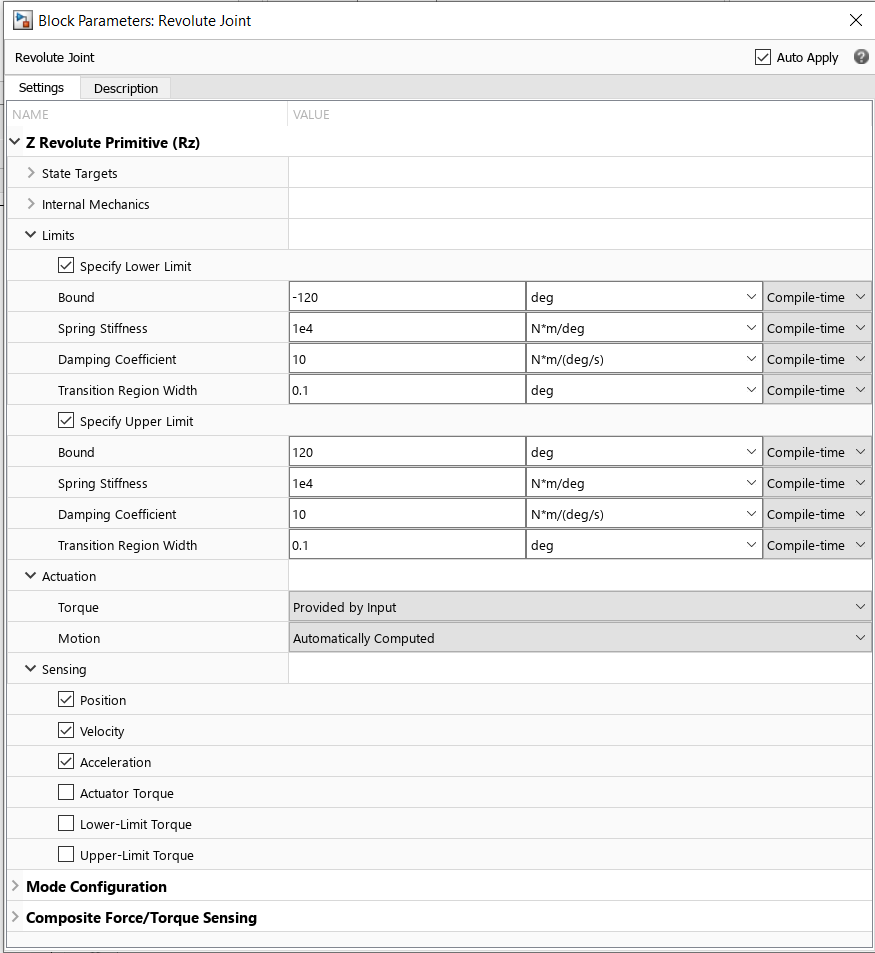 Block Parameters: Revolute Joint
Revolute Joint Auto Apply
Settings Description
NAME VALUE
Z Revolute Primitive (Rz)
State Targets
Internal Mechanics
Limits
Specify Lower Limit
Bound -120 deg Compile-time
Spring Stiffness 1e4 N*m/deg Compile-time
Damping Coefficient 10 N*m/(deg/s) Compile-time
Transition Region Width 0.1 deg Compile-time
Specify Upper Limit
Bound 120 deg Compile-time
Spring Stiffness 1e4 N*m/deg Compile-time
Damping Coefficient 10 N*m/(deg/s) Compile-time
Transition Region Width 0.1 deg Compile-time
Actuation
Torque Provided by Input
Motion Automatically Computed
Sensing
Position
Velocity
Acceleration
Actuator Torque
Lower-Limit Torque
Upper-Limit Torque
Mode Configuration
Composite Force/Torque Sensing